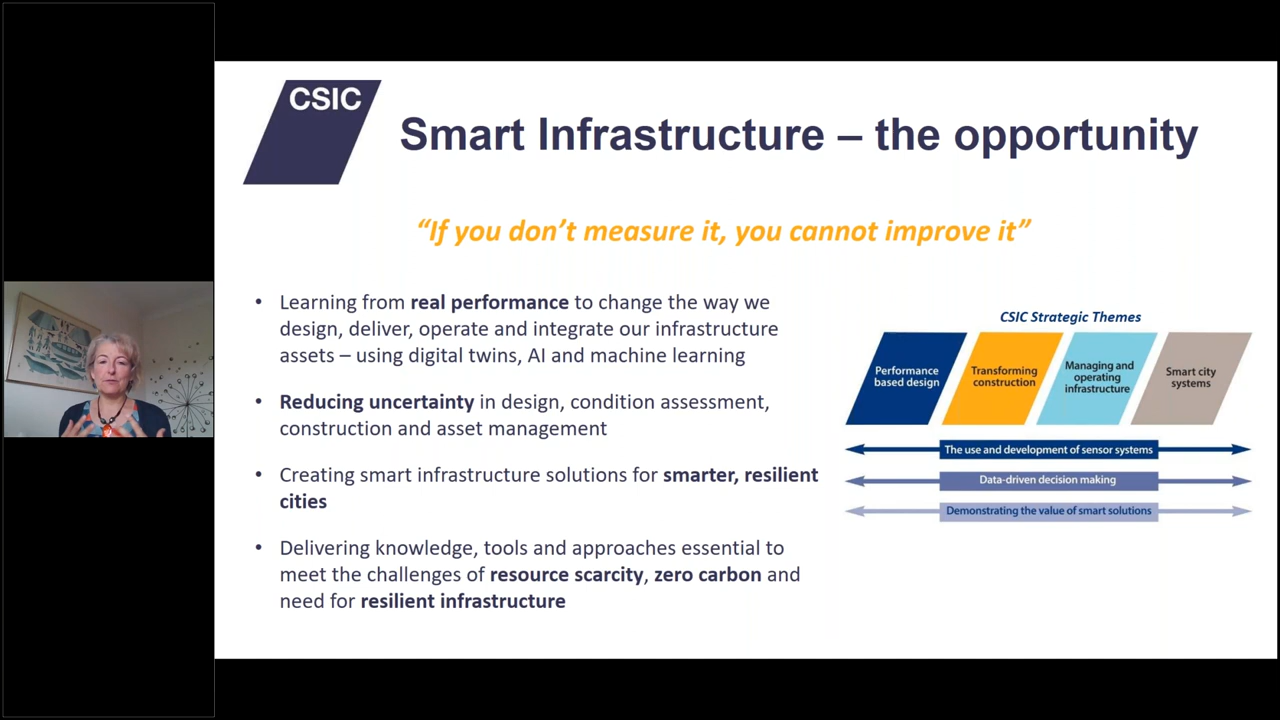 CSIC
Smart Infrastructure – the opportunity
“If you don’t measure it, you cannot improve it”
• Learning from real performance to change the way we
design, deliver, operate and integrate our infrastructure
assets – using digital twins, AI and machine learning
• Reducing uncertainty in design, condition assessment,
construction and asset management
• Creating smart infrastructure solutions for smarter, resilient
cities
• Delivering knowledge, tools and approaches essential to
meet the challenges of resource scarcity, zero carbon and
need for resilient infrastructure
CSIC Strategic Themes
Performance
based design
Transforming
construction
Managing and
operating
infrastructure
Smart city
systems
The use and development of sensor systems
Data-driven decision making
Demonstrating the value of smart solutions